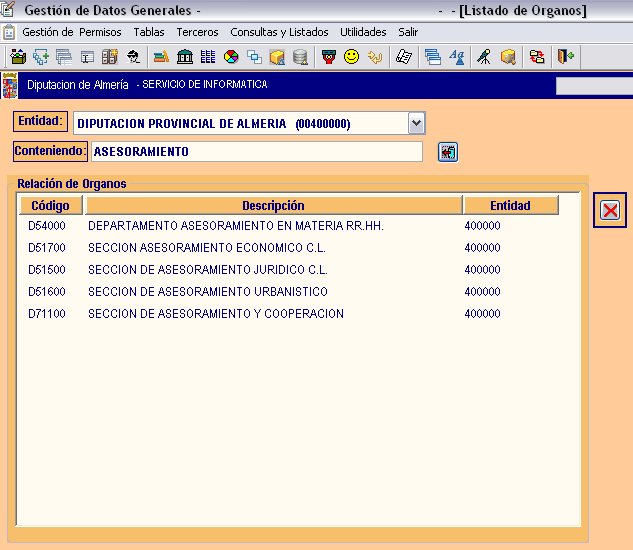 Gestión de Datos Generales - - - [Listado de Organos]
Gestión de Permisos Tablas Terceros Consultas y Listados Utilidades Salir
Diputacion de Almería - SERVICIO DE INFORMATICA
Entidad: DIPUTACION PROVINCIAL DE ALMERIA (00400000)
Conteniendo: ASESORAMIENTO
Relación de Organos
Código Descripción Entidad
D54000 DEPARTAMENTO ASESORAMIENTO EN MATERIA RR.HH. 400000
D51700 SECCION ASESORAMIENTO ECONOMICO C.L. 400000
D51500 SECCION DE ASESORAMIENTO JURIDICO C.L. 400000
D51600 SECCION DE ASESORAMIENTO URBANISTICO 400000
D71100 SECCION DE ASESORAMIENTO Y COOPERACION 400000